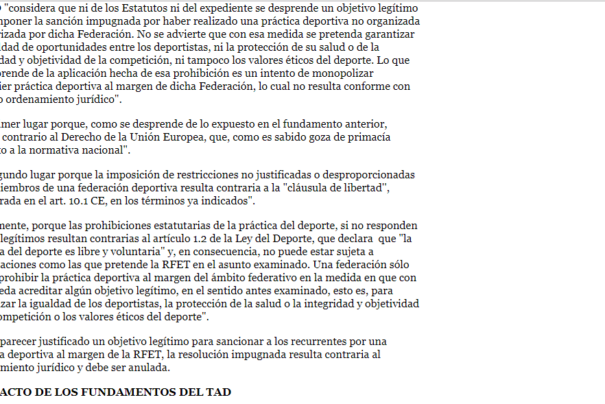 "considera que ni de los Estatutos ni del expediente se desprende un objetivo legítimo
mponer la sanción impugnada por haber realizado una práctica deportiva no organizada
rizada por dicha Federación. No se advierte que con esa medida se pretenda garantizar
ldad de oportunidades entre los deportistas, ni la protección de su salud o de la
idad y objetividad de la competición, ni tampoco los valores éticos del deporte. Lo que
prende de la aplicación hecha de esa prohibición es un intento de monopolizar
ier práctica deportiva al margen de dicha Federación, lo cual no resulta conforme con
o ordenamiento jurídico".
mer lugar porque, como se desprende de lo expuesto en el fundamento anterior,
contrario al Derecho de la Unión Europea, que, como es sabido goza de primacía
to a la normativa nacional".
gundo lugar porque la imposición de restricciones no justificadas o desproporcionadas
iembros de una federación deportiva resulta contraria a la "cláusula de libertad",
rada en el art. 10.1 CE, en los términos ya indicados".
mente, porque las prohibiciones estatutarias de la práctica del deporte, si no responden
legítimos resultan contrarias al artículo 1.2 de la Ley del Deporte, que declara que "la
a del deporte es libre y voluntaria" y, en consecuencia, no puede estar sujeta a
aciones como las que pretende la RFET en el asunto examinado. Una federación sólo
prohibir la práctica deportiva al margen del ámbito federativo en la medida en que con
eda acreditar algún objetivo legítimo, en el sentido antes examinado, esto es, para
zar la igualdad de los deportistas, la protección de la salud o la integridad y objetividad
ompetición o los valores éticos del deporte".
parecer justificado un objetivo legítimo para sancionar a los recurrentes por una
a deportiva al margen de la RFET, la resolución impugnada resulta contraria al
miento jurídico y debe ser anulada.
ACTO DE LOS FUNDAMENTOS DEL TAD